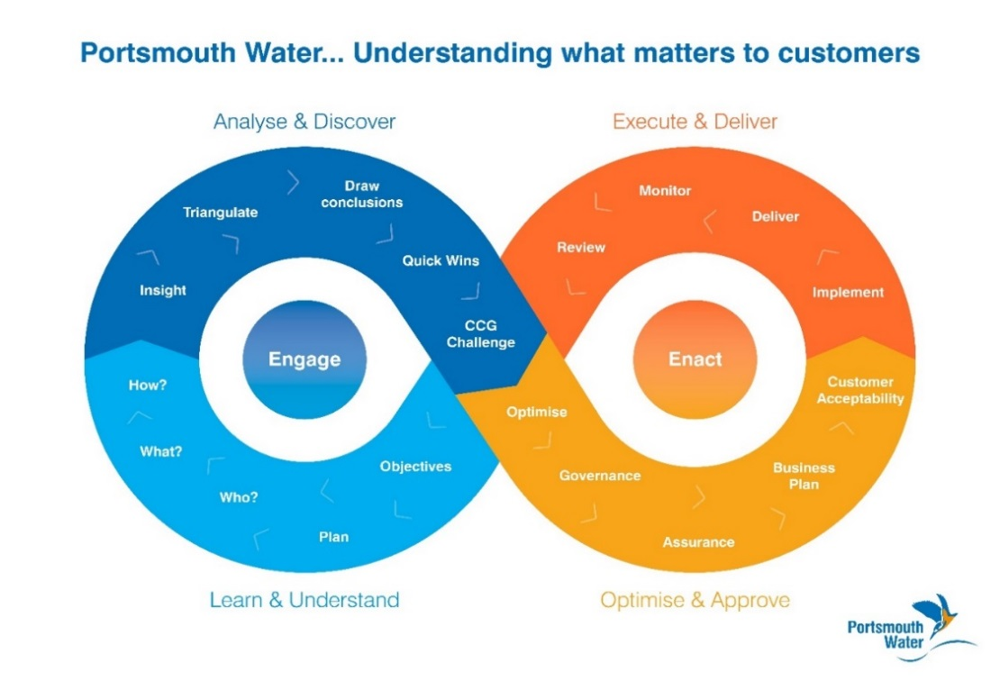 Portsmouth Water... Understanding what matters to customers
Analyse & Discover
Execute & Deliver
Draw
conclusions
Triangulate
Quick Wins
Insight
CCG
Challenge
Engage
Monitor
Deliver
Review
Implement
Enact
How?
What?
Who?
Plan
Objectives
Optimise
Governance
Assurance
Business
Plan
Customer
Acceptability
Learn & Understand
Optimise & Approve
Portsmouth
Water